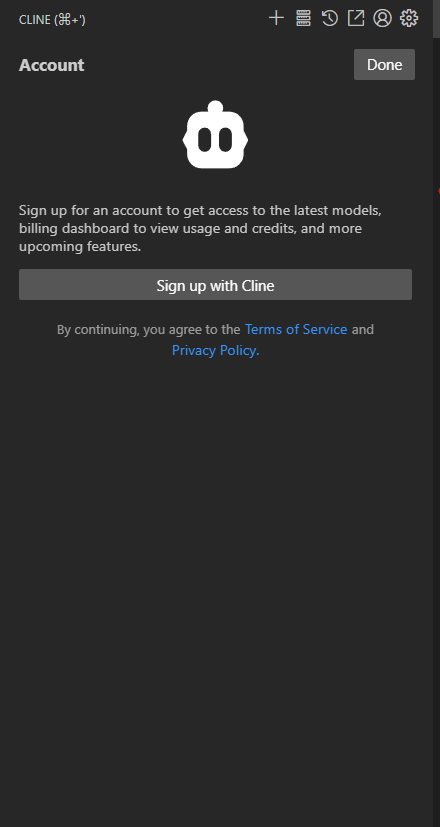 CLINE (⌘+')
Account
Done
Sign up for an account to get access to the latest models,
billing dashboard to view usage and credits, and more
upcoming features.
Sign up with Cline
By continuing, you agree to the Terms of Service and
Privacy Policy.